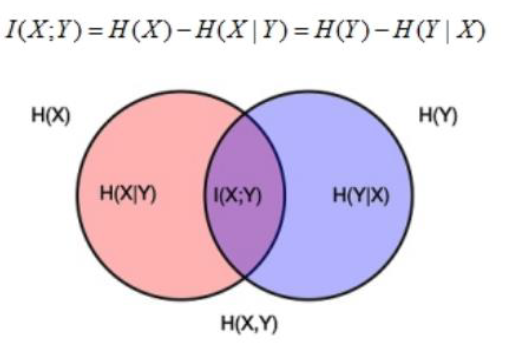 I(X;Y) = H(X) − H(X | Y) = H(Y) − H(Y | X)
H(X)
H(Y)
H(X|Y)
I(X;Y)
H(Y|X)
H(X,Y)